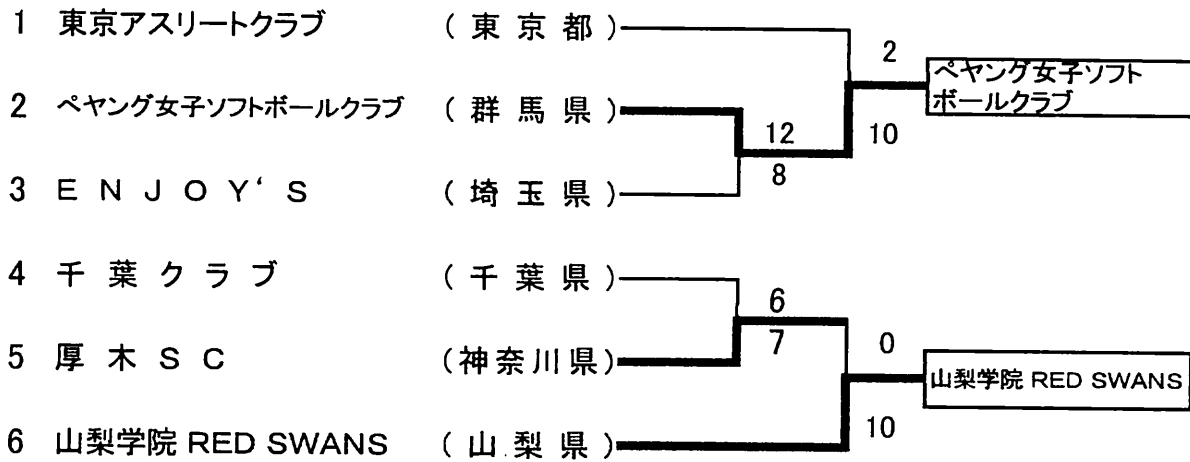 1 東京アスリートクラブ (東京都)
2
ペヤング女子ソフト
ボールクラブ
2 ペヤング女子ソフトボールクラブ (群馬県)
12
10
8
3 ENJOY‘S (埼玉県)
4 千葉クラブ (千葉県)
6
7
0
5 厚木SC (神奈川県)
山梨学院 RED SWANS
10
6 山梨学院 RED SWANS (山梨県)